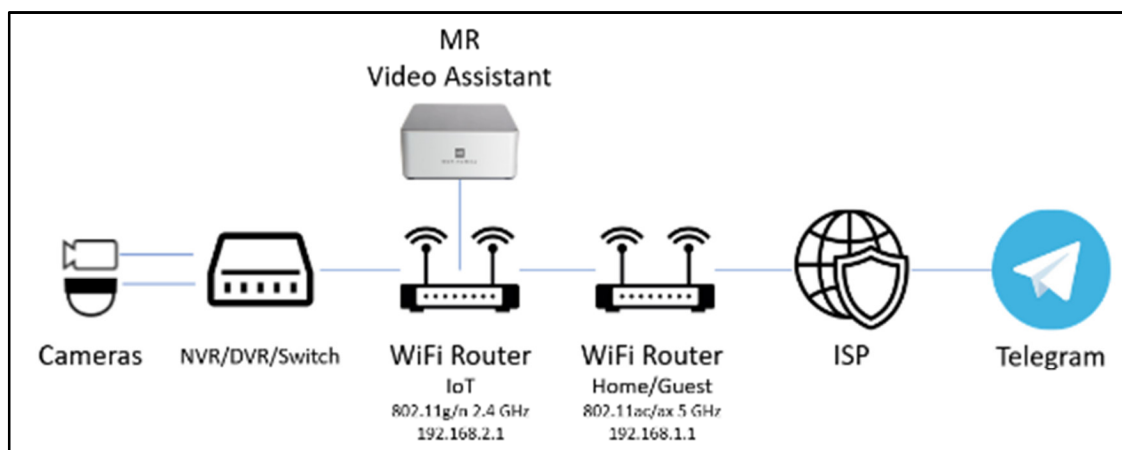 MR
Video Assistant
Cameras
NVR/DVR/Switch
WiFi Router
IoT
802.11g/n 2.4 GHz
192.168.2.1
WiFi Router
Home/Guest
802.11ac/ax 5 GHz
192.168.1.1
ISP
Telegram